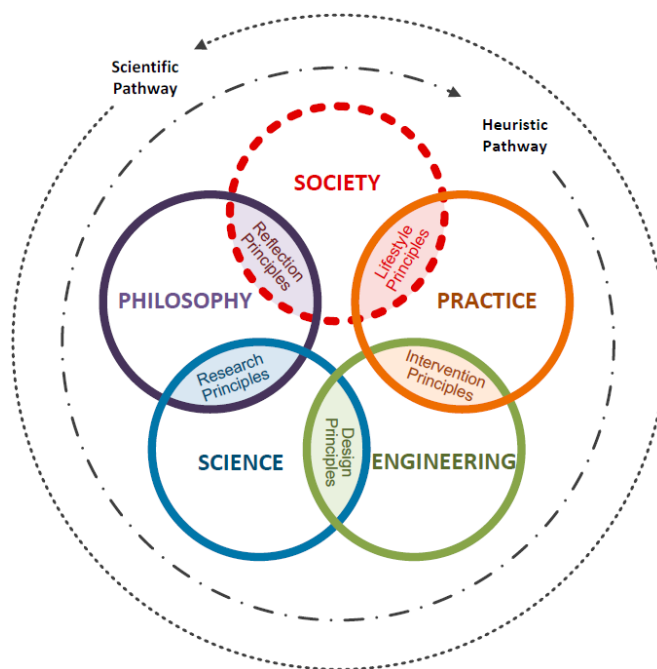 Scientific
Pathway
Heuristic
Pathway
SOCIETY
Reflection
Principles
Lifestyle
Principles
PHILOSOPHY
PRACTICE
Research
Principles
Intervention
Principles
SCIENCE
Design
Principles
ENGINEERING